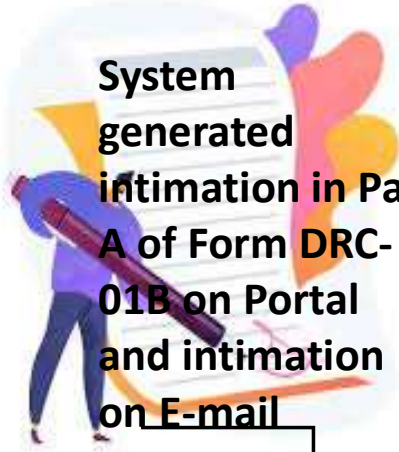 System
generated
intimation in Pa
A of Form DRC-
01B on Portal
and intimation
on E-mail